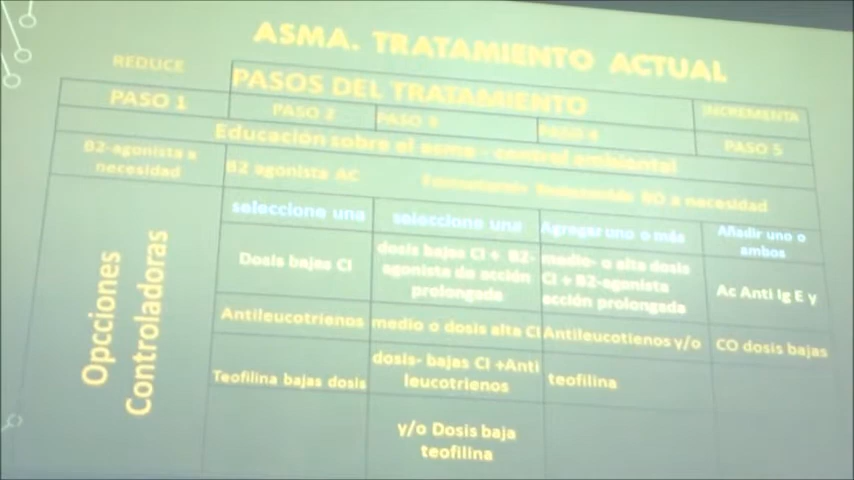 ASMA. TRATAMIENTO ACTUAL
REDUCE
PASOS DEL TRATAMIENTO
INCREMENTA
PASO 1
PASO 2
PASO 3
PASO 4
PASO 5
Educación sobre el asma - control ambiental
B2-agonista a
necesidad
B2 agonista AC
Formoterol+ Budesonida BD a necesidad
Opcciones
Controladoras
seleccione una
seleccione una
Agregar uno o más
Añadir uno o
ambos
Dosis bajas CI
dosis bajas CI + B2-
agonista de acción
prolongada
medio- o alta dosis
CI + B2-agonista
acción prolongada
Ac Anti Ig E y
Antileucotrienos
medio o dosis alta CI
Antileucotienos y/o
CO dosis bajas
Teofilina bajas dosis
dosis- bajas CI +Anti
leucotrienos
teofilina
y/o Dosis baja
teofilina